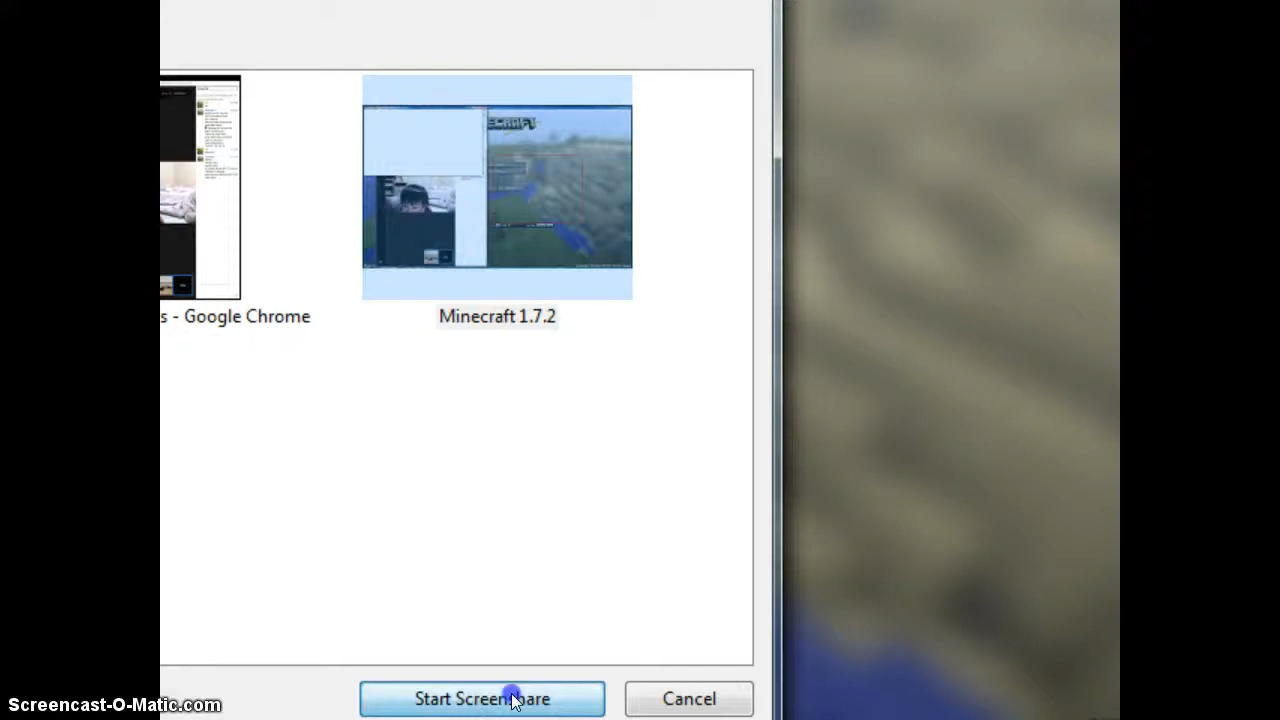 s - Google Chrome
Minecraft 1.7.2
Start Screenshare
Cancel
Screencast-O-Matic.com